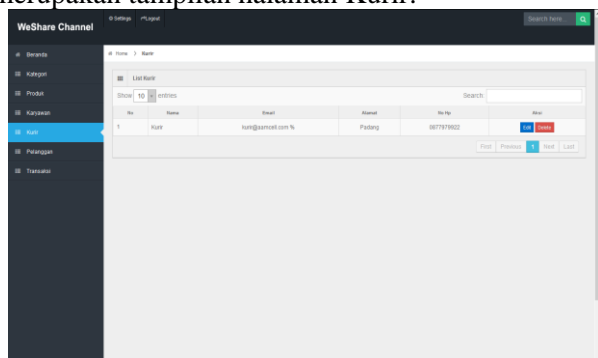 merupakan tampilan halaman Kurir.
WeShare Channel
Settings Logout
Search here...
Beranda
Kategori
Produk
Karyawan
Kurir
Pelanggan
Transaksi
Home > Kurir
List Kurir
Show 10 entries
Search:
No Nama Email Alamat No Hp Aksi
1 Kurir Padang Edit Delete
First Previous 1 Next Last